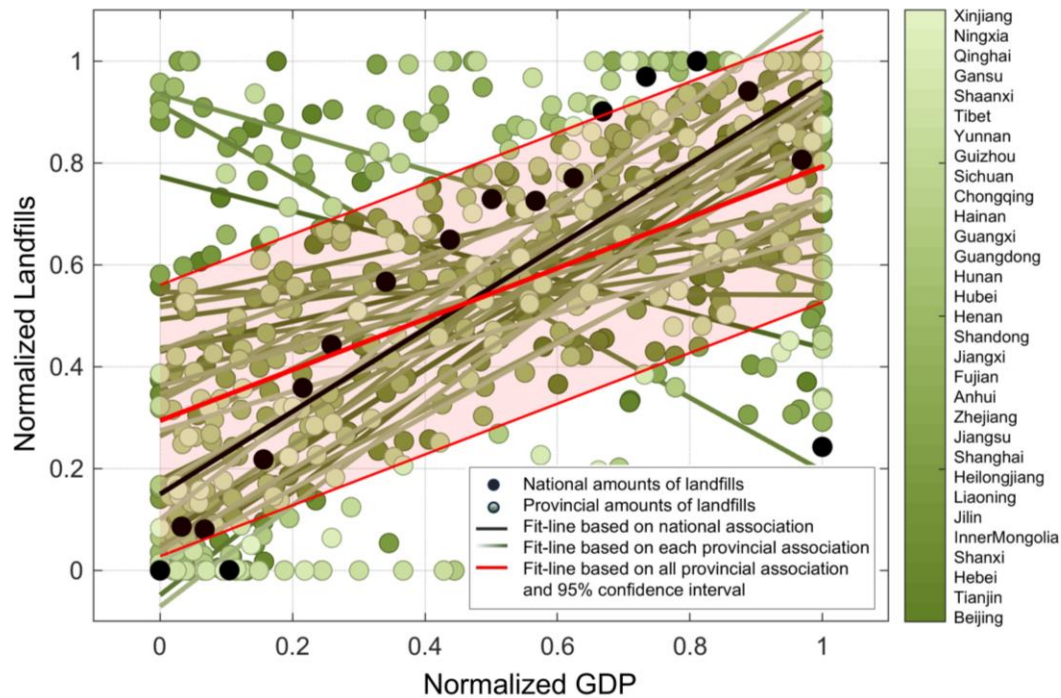 Normalized Landfills
1
0.8
0.6
0.4
0.2
0
0
0.2
0.4
0.6
0.8
1
Normalized GDP
National amounts of landfills
Provincial amounts of landfills
Fit-line based on national association
Fit-line based on each provincial association
Fit-line based on all provincial association
and 95% confidence interval
Xinjiang
Ningxia
Qinghai
Gansu
Shaanxi
Tibet
Yunnan
Guizhou
Sichuan
Chongqing
Hainan
Guangxi
Guangdong
Hunan
Hubei
Henan
Shandong
Jiangxi
Fujian
Anhui
Zhejiang
Jiangsu
Shanghai
Heilongjiang
Liaoning
Jilin
InnerMongolia
Shanxi
Hebei
Tianjin
Beijing